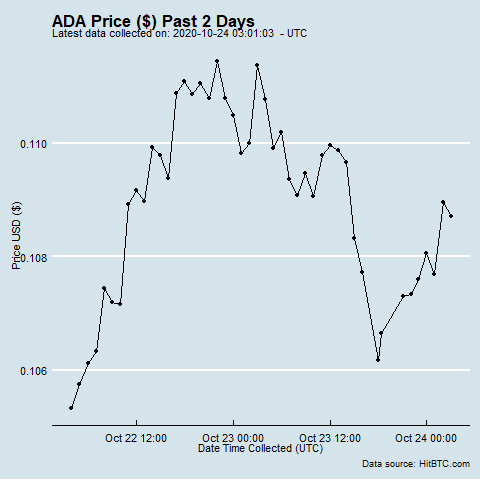 ADA Price ($) Past 2 Days
Latest data collected on: 2020-10-24 03:01:03 - UTC
0.110
0.108
0.106
Price USD ($)
Oct 22 12:00 Oct 23 00:00 Oct 23 12:00 Oct 24 00:00
Date Time Collected (UTC)
Data source: HitBTC.com